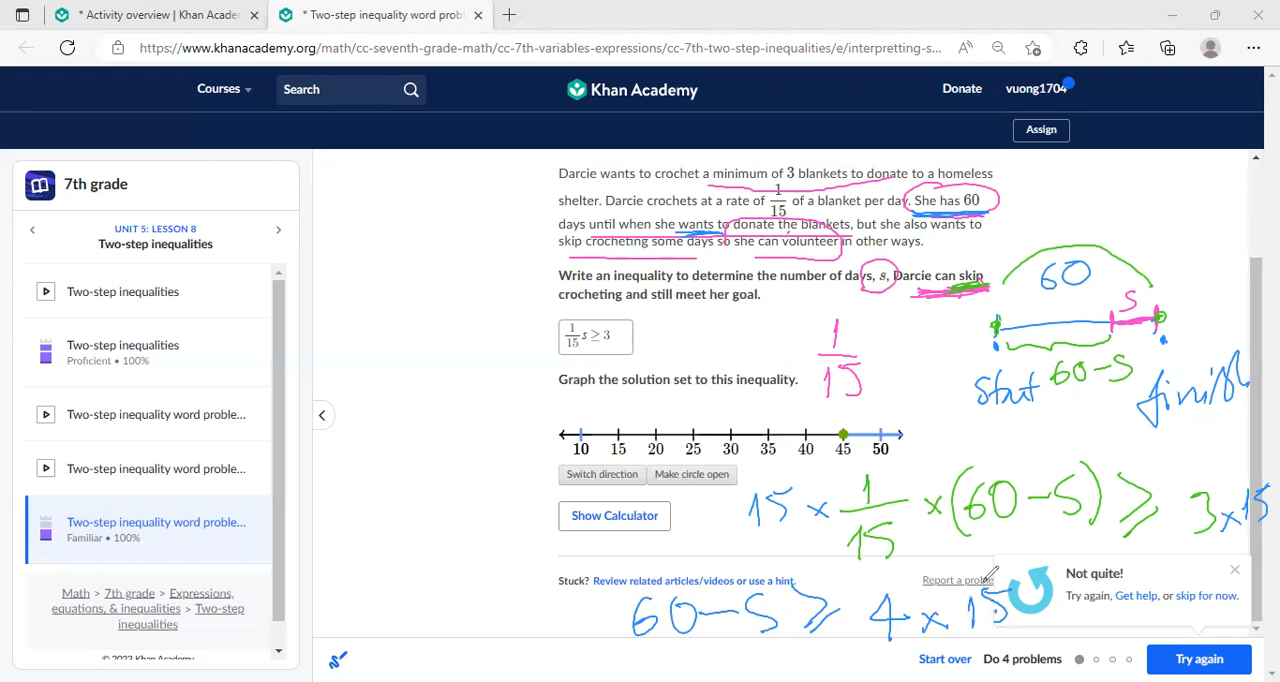 * Activity overview | Khan Acader
* Two-step inequality word probl
https://www.khanacademy.org/math/cc-seventh-grade-math/cc-7th-variables-expressions/cc-7th-two-step-inequalities/e/interpretting-s...
Courses
Search
Khan Academy
Donate
vuong1704
Assign
7th grade
UNIT 5: LESSON 8
Two-step inequalities
Two-step inequalities
Two-step inequalities
Proficient • 100%
Two-step inequality word proble...
Two-step inequality word proble...
Two-step inequality word proble...
Familiar • 100%
Math > 7th grade > Expressions,
equations, & inequalities > Two-step
inequalities
© 2023 Khan Academy
Darcie wants to crochet a minimum of 3 blankets to donate to a homeless
shelter. Darcie crochets at a rate of 1/15 of a blanket per day. She has 60
days until when she wants to donate the blankets, but she also wants to
skip crocheting some days so she can volunteer in other ways.
Write an inequality to determine the number of days, s, Darcie can skip
crocheting and still meet her goal.
1/15 s ≥ 3
1/15
60
s
60-S
start
finish
Graph the solution set to this inequality.
10 15 20 25 30 35 40 45 50
Switch direction
Make circle open
Show Calculator
15 × 1/15 × (60-S) ≥ 3 × 15
Stuck? Review related articles/videos or use a hint.
Report a proble
60-S ≥ 4 × 15
Not quite!
Try again, Get help, or skip for now.
Start over
Do 4 problems
Try again